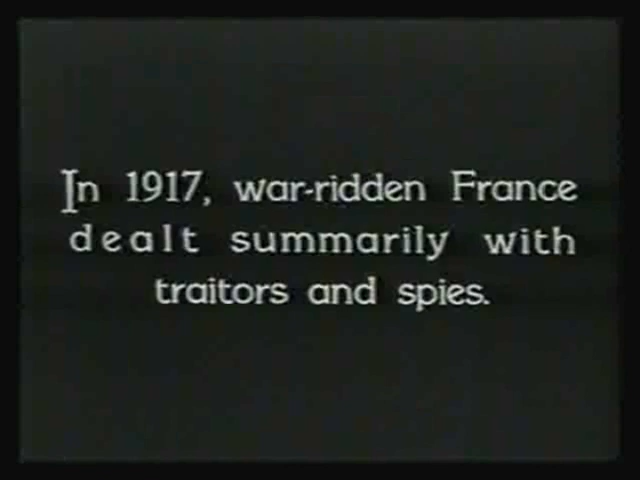 In 1917, war-ridden France
dealt summarily with
traitors and spies.